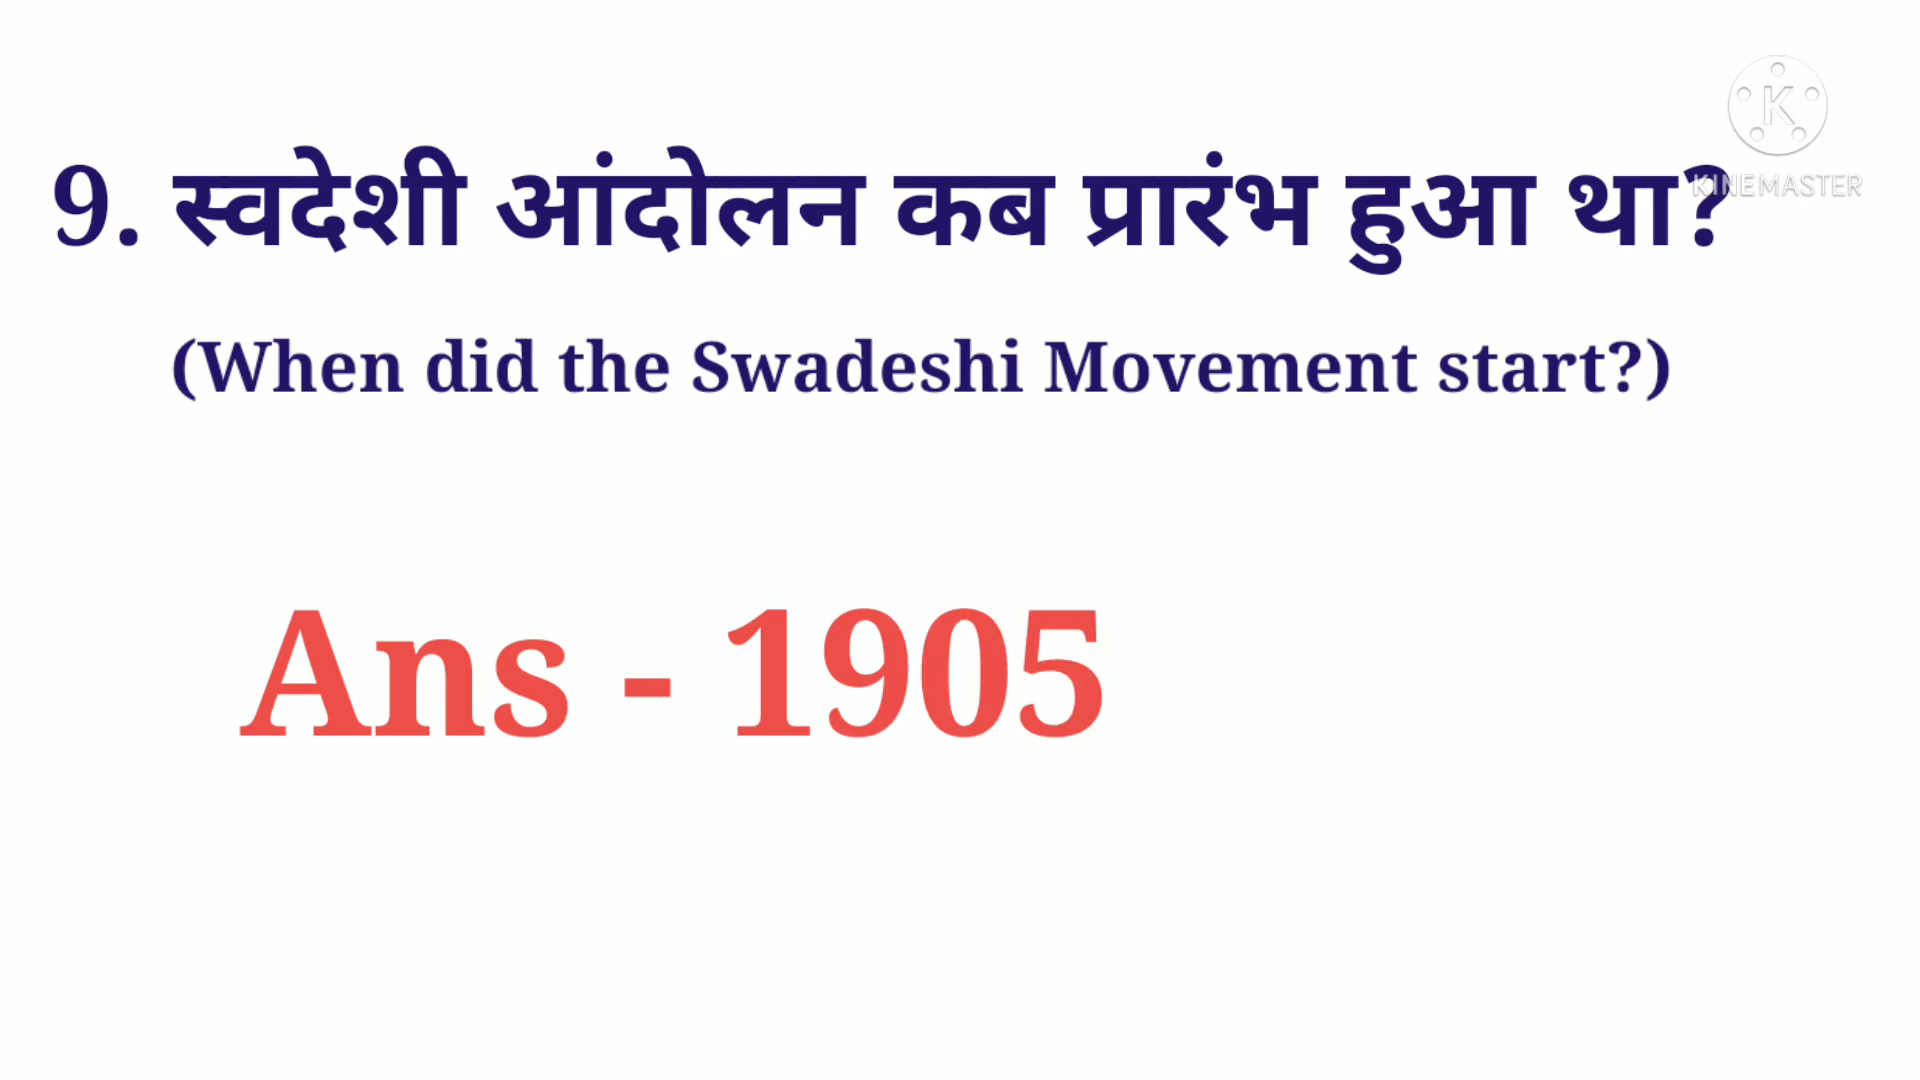 9. स्वदेशी आंदोलन कब प्रारंभ हुआ था?
KINEMASTER
(When did the Swadeshi Movement start?)
Ans - 1905